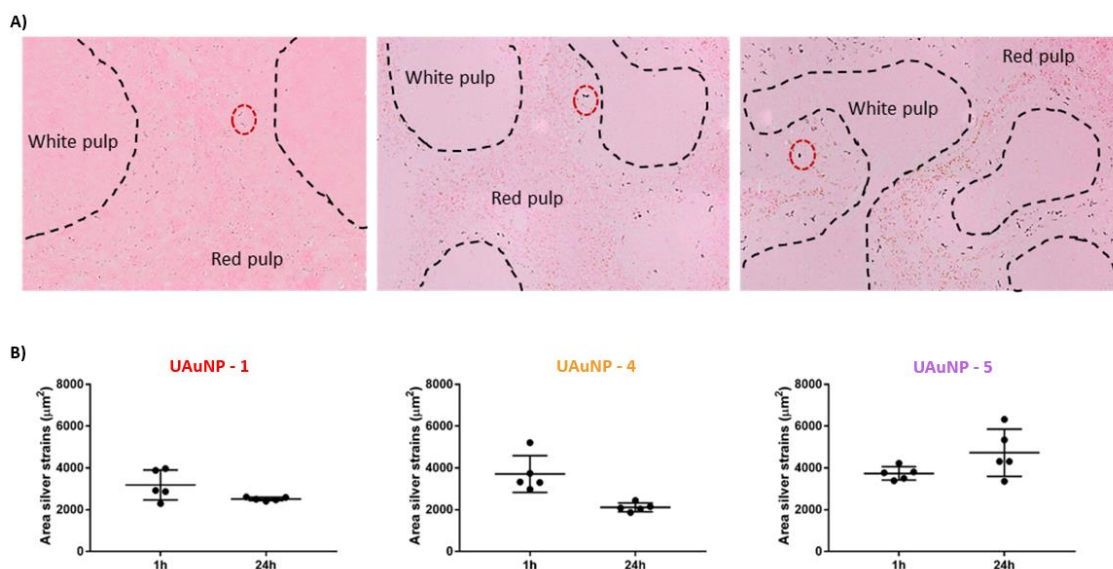 A)
White pulp
Red pulp
White pulp
Red pulp
Red pulp
White pulp
B)
UAuNP - 1
Area silver strains (μm²)
8000
6000
4000
2000
0
1h 24h
UAuNP - 4
Area silver strains (μm²)
8000
6000
4000
2000
0
1h 24h
UAuNP - 5
Area silver strains (μm²)
8000
6000
4000
2000
0
1h 24h